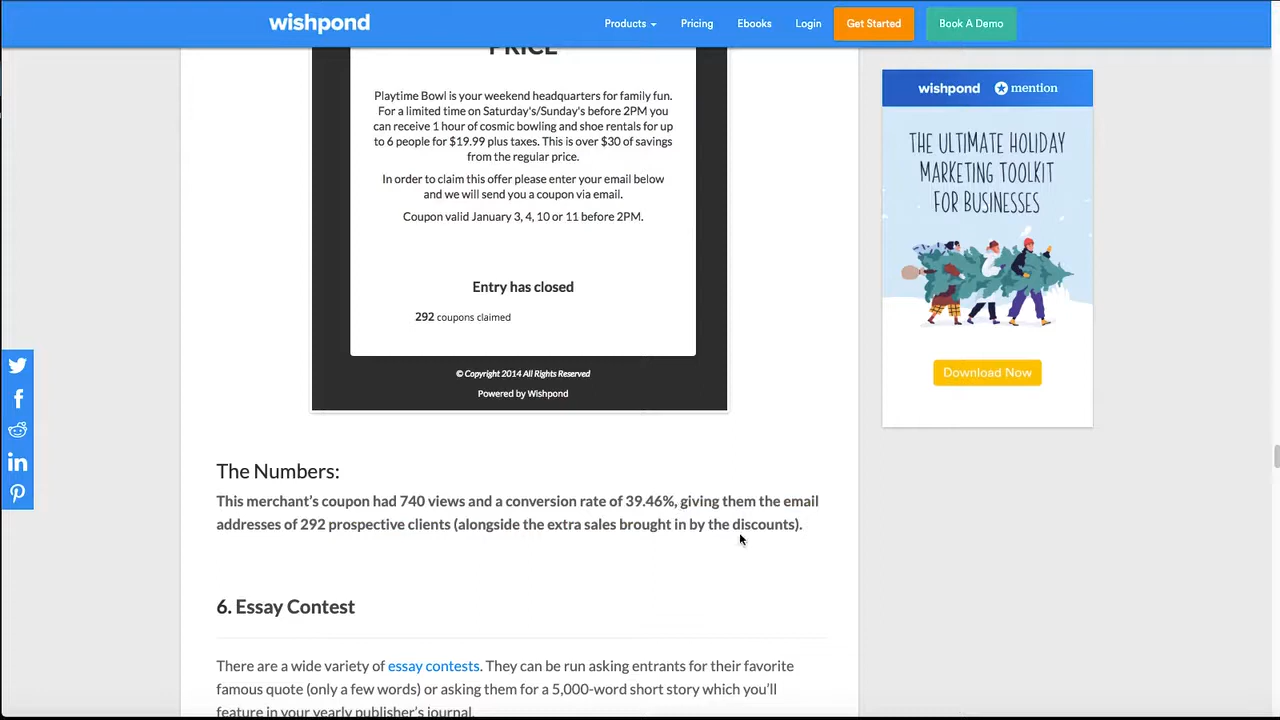 wishpond
Products
Pricing
Ebooks
Login
Get Started
Book A Demo
PRICE
Playtime Bowl is your weekend headquarters for family fun.
For a limited time on Saturday's/Sunday's before 2PM you
can receive 1 hour of cosmic bowling and shoe rentals for up
to 6 people for $19.99 plus taxes. This is over $30 of savings
from the regular price.
In order to claim this offer please enter your email below
and we will send you a coupon via email.
Coupon valid January 3, 4, 10 or 11 before 2PM.
Entry has closed
292 coupons claimed
© Copyright 2014 All Rights Reserved
Powered by Wishpond
The Numbers:
This merchant's coupon had 740 views and a conversion rate of 39.46%, giving them the email
addresses of 292 prospective clients (alongside the extra sales brought in by the discounts).
6. Essay Contest
There are a wide variety of essay contests. They can be run asking entrants for their favorite
famous quote (only a few words) or asking them for a 5,000-word short story which you'll
feature in your yearly publisher's journal.
wishpond mention
THE ULTIMATE HOLIDAY
MARKETING TOOLKIT
FOR BUSINESSES
Download Now